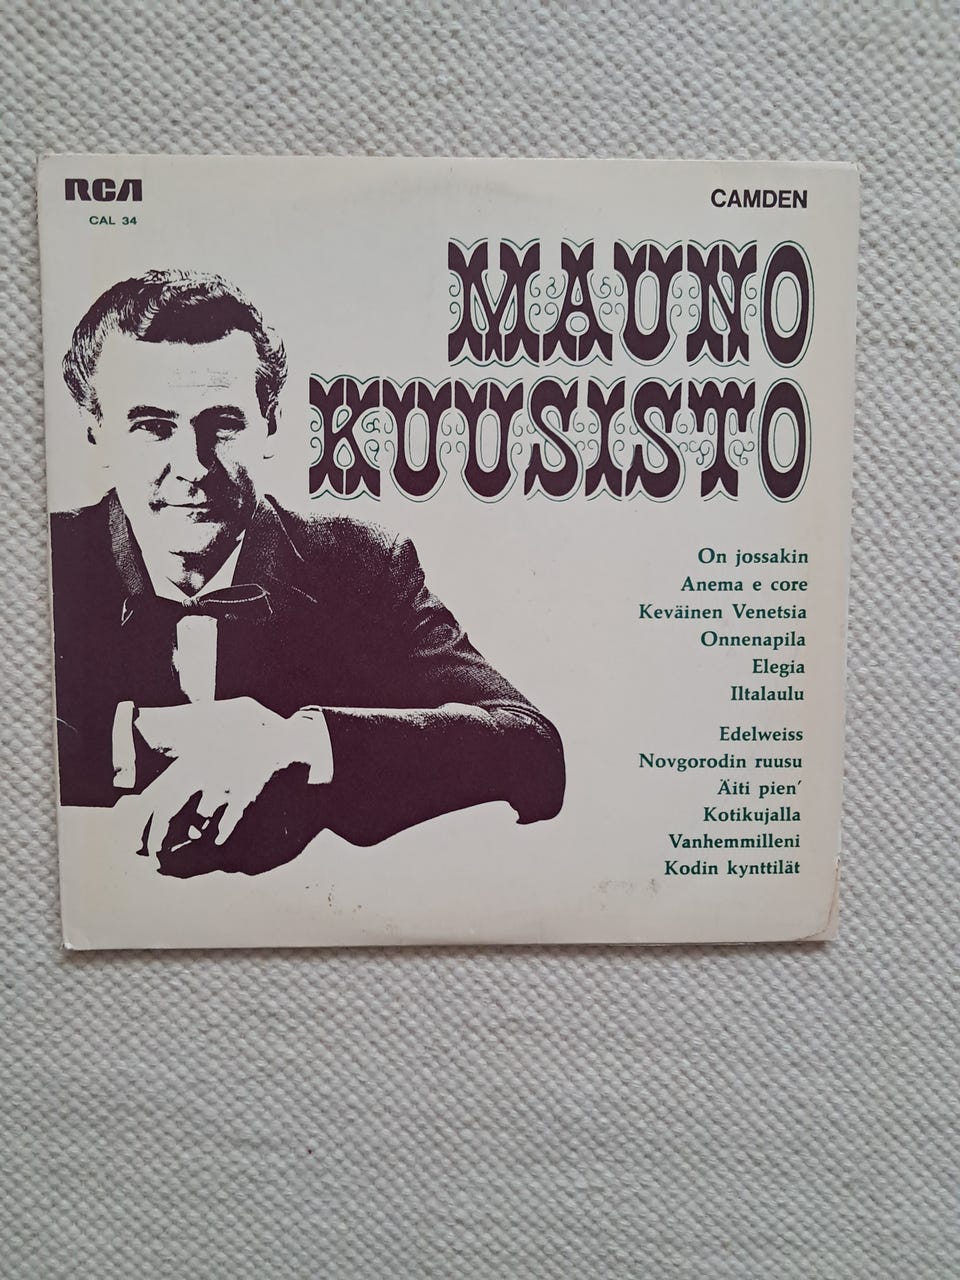 RCA
CAL 34
CAMDEN
MAUNO
KUUSISTO
On jossakin
Anema e core
Keväinen Venetsia
Onnenapila
Elegia
Iltalaulu
Edelweiss
Novgorodin ruusu
Äiti pien´
Kotikujalla
Vanhemmilleni
Kodin kynttilät